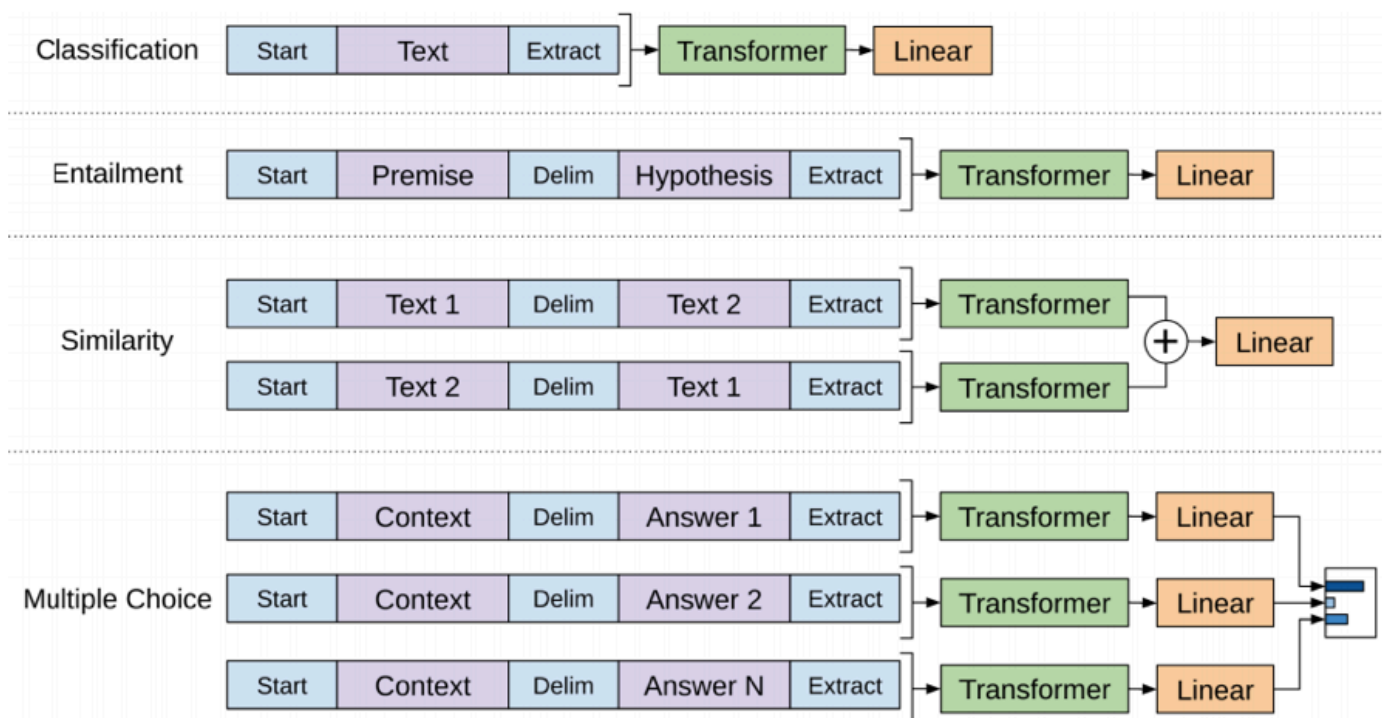 Classification Start Text Extract Transformer Linear
Entailment Start Premise Delim Hypothesis Extract Transformer Linear
Similarity
Start Text 1 Delim Text 2 Extract Transformer
+ Linear
Start Text 2 Delim Text 1 Extract Transformer
Multiple Choice
Start Context Delim Answer 1 Extract Transformer Linear
Start Context Delim Answer 2 Extract Transformer Linear
Start Context Delim Answer N Extract Transformer Linear